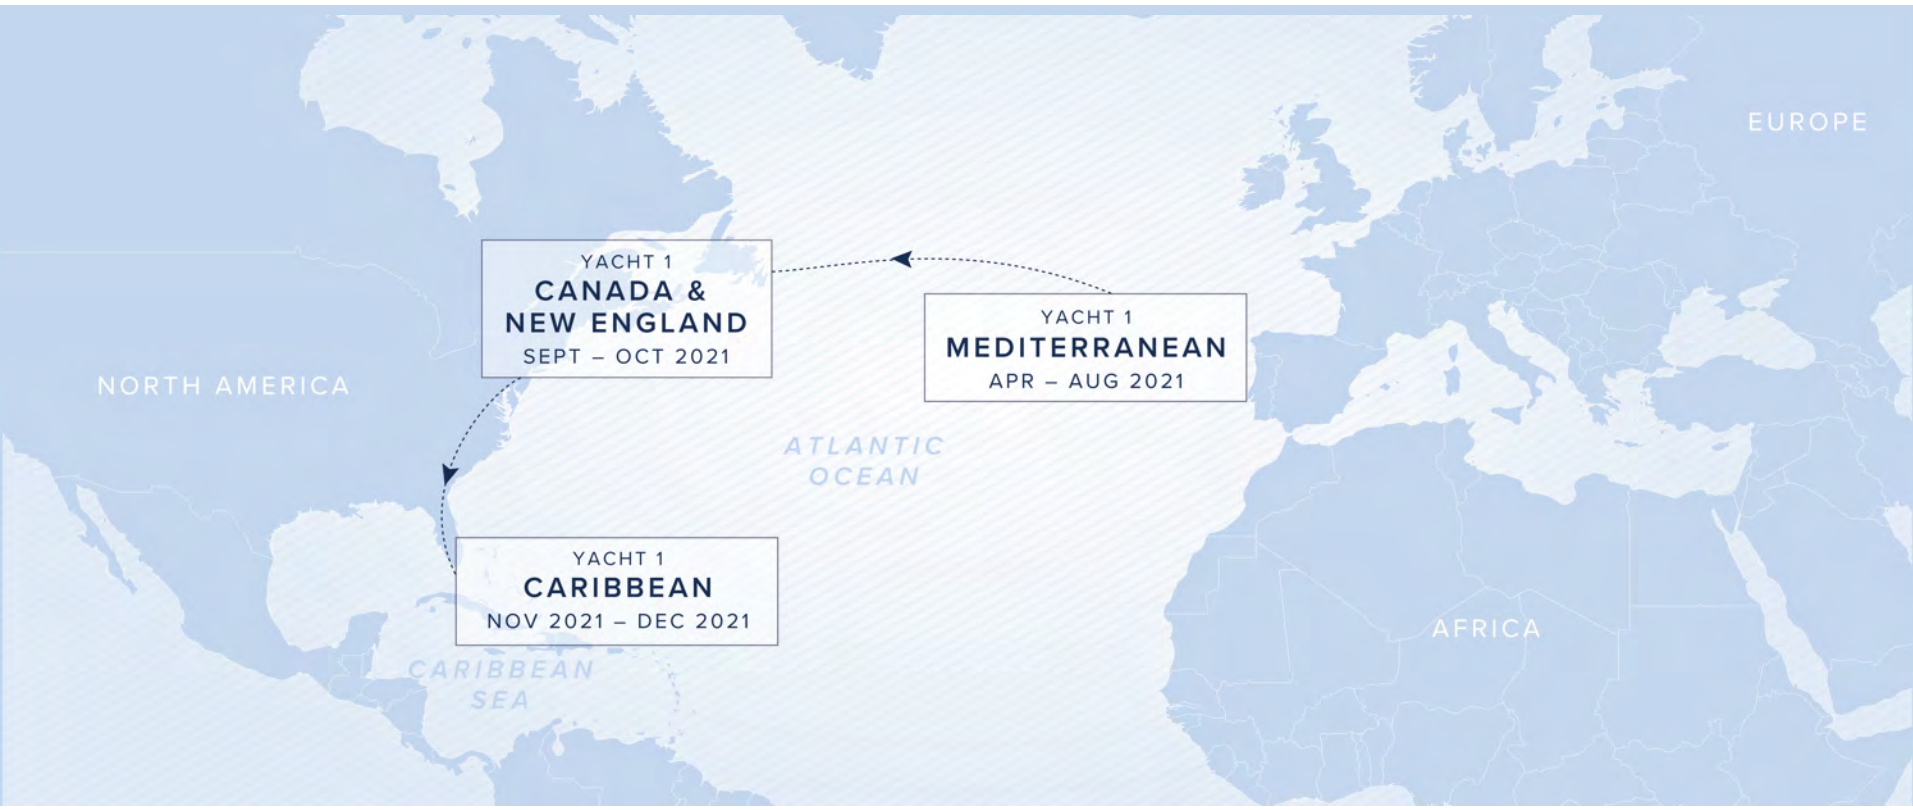 EUROPE
YACHT 1
CANADA &
NEW ENGLAND
SEPT – OCT 2021
YACHT 1
MEDITERRANEAN
APR – AUG 2021
NORTH AMERICA
ATLANTIC
OCEAN
YACHT 1
CARIBBEAN
NOV 2021 – DEC 2021
AFRICA
CARIBBEAN
SEA